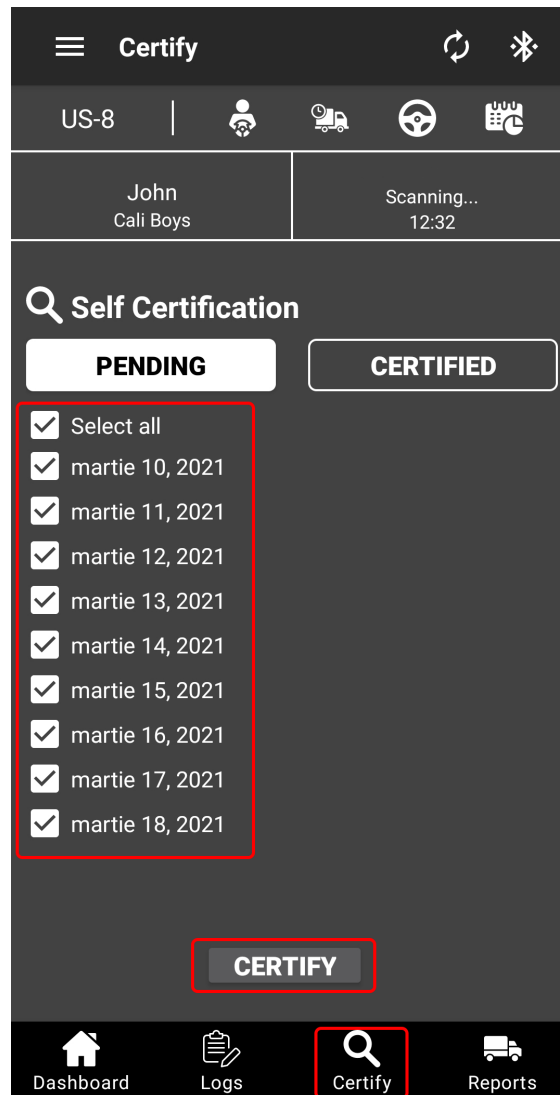 Certify
US-8
John
Cali Boys
Scanning...
12:32
Self Certification
PENDING
CERTIFIED
Select all
martie 10, 2021
martie 11, 2021
martie 12, 2021
martie 13, 2021
martie 14, 2021
martie 15, 2021
martie 16, 2021
martie 17, 2021
martie 18, 2021
CERTIFY
Dashboard
Logs
Certify
Reports